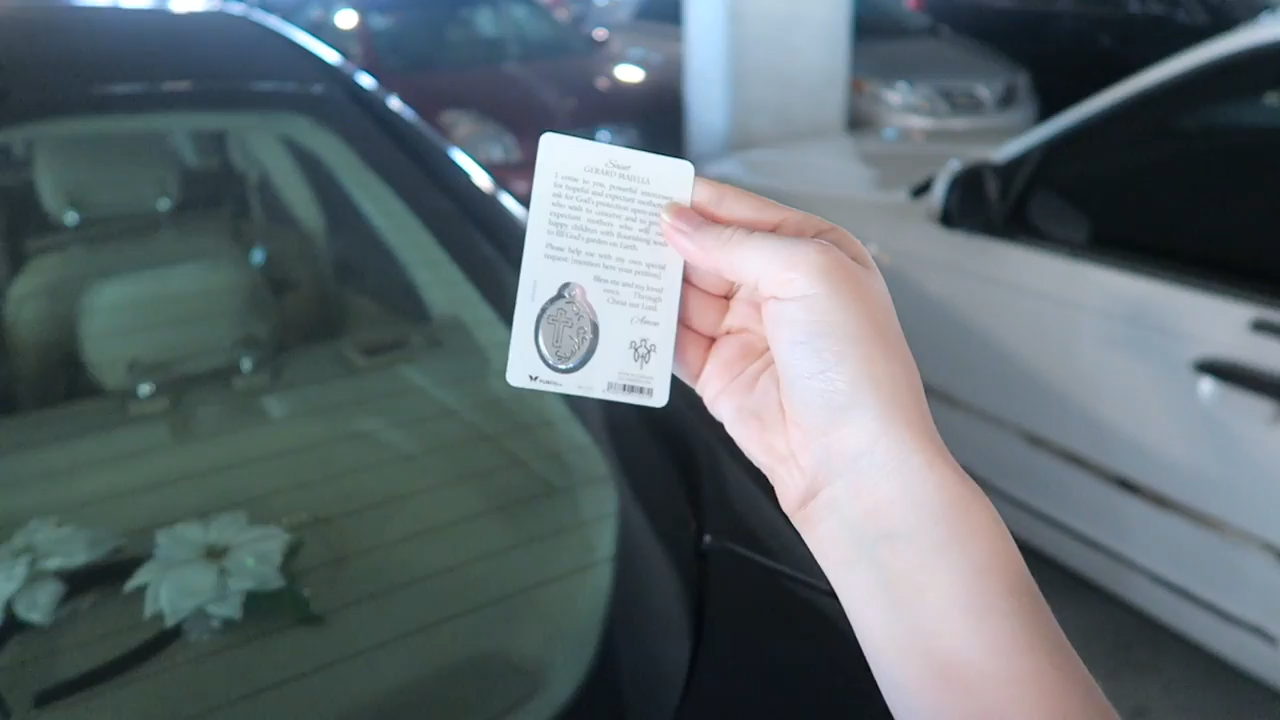 Saint
GERARD MAJELLA
I come to you, powerful intercessor
for hopeful and expectant mothers
ask for God's protection upon
who wish to conceive and to
expectant mothers who will
happy children with flourishing souls
to fill God's garden on Earth.
Please help me with my own special
request. [mention here your petition]
Bless me and my loved
ones. Through
Christ our Lord.
Amen